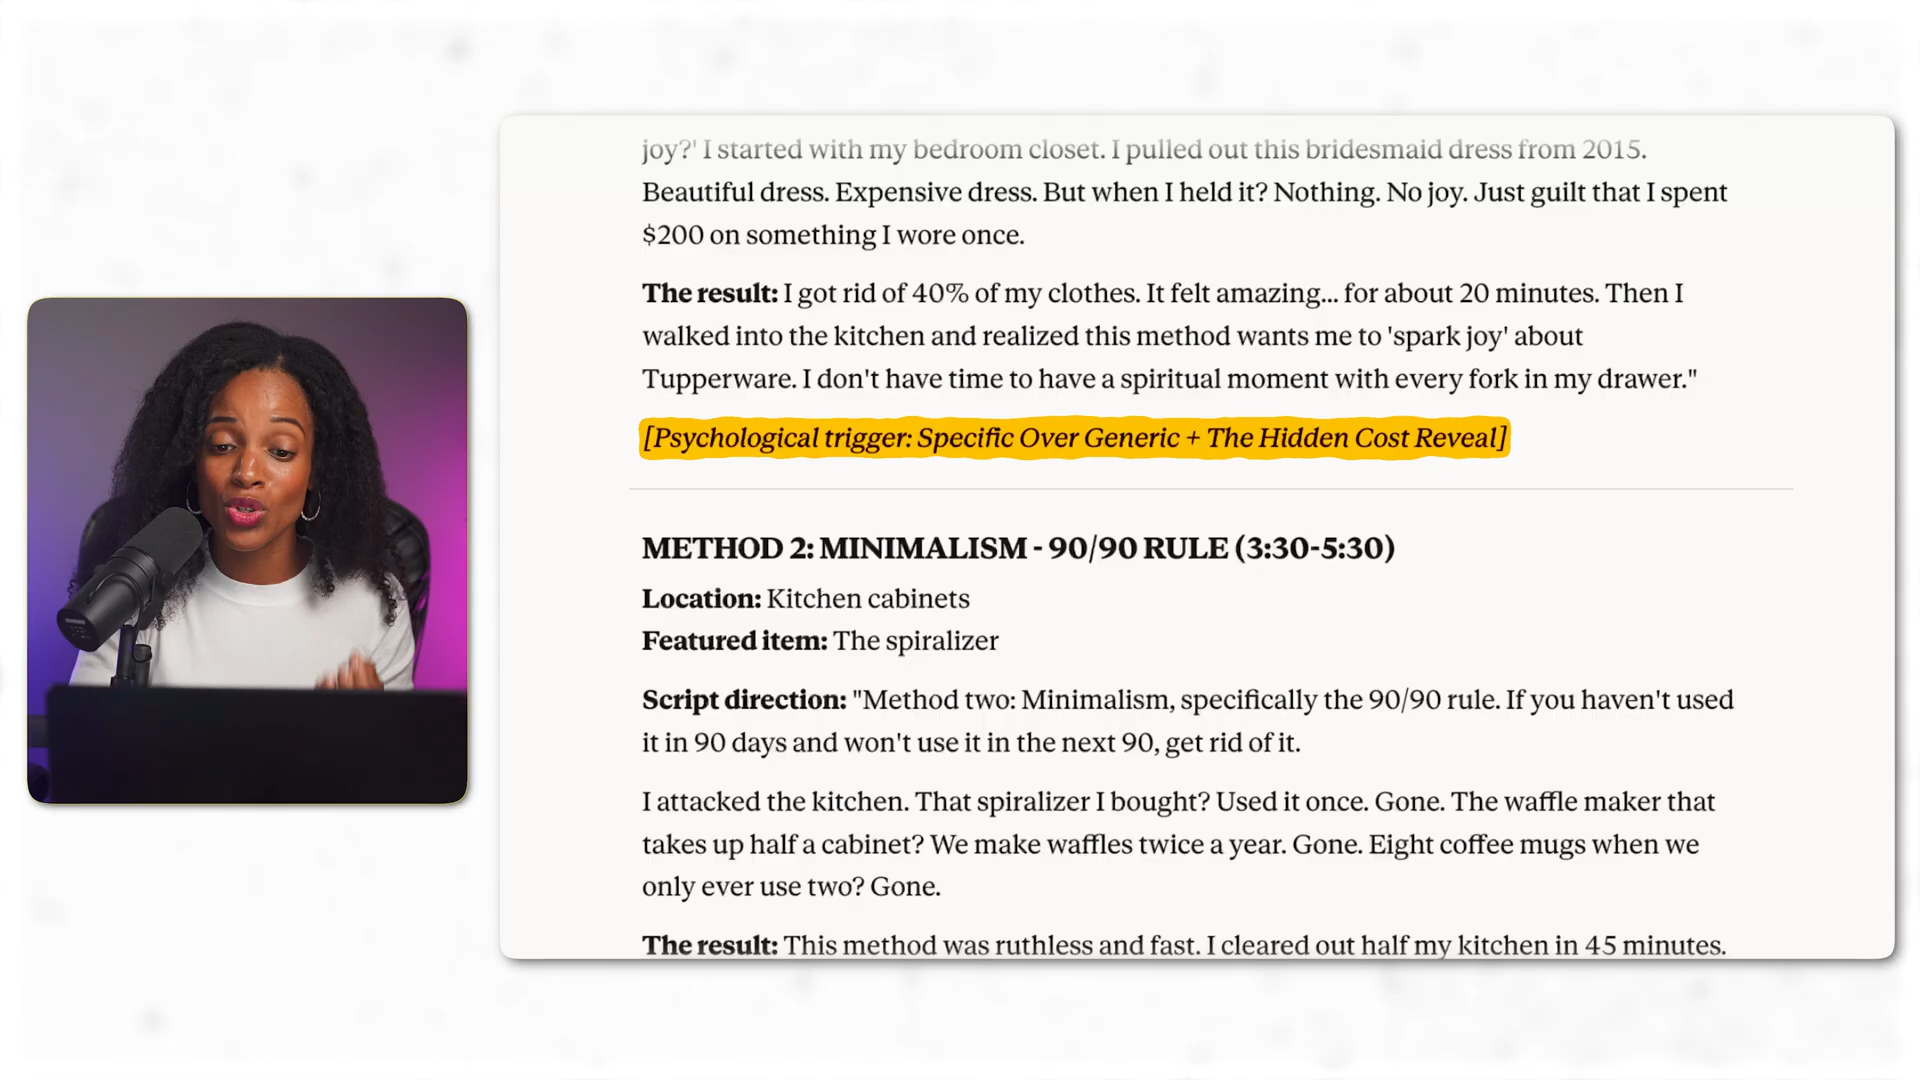 joy?' I started with my bedroom closet. I pulled out this bridesmaid dress from 2015.
Beautiful dress. Expensive dress. But when I held it? Nothing. No joy. Just guilt that I spent
$200 on something I wore once.
The result: I got rid of 40% of my clothes. It felt amazing... for about 20 minutes. Then I
walked into the kitchen and realized this method wants me to 'spark joy' about
Tupperware. I don't have time to have a spiritual moment with every fork in my drawer."
[Psychological trigger: Specific Over Generic + The Hidden Cost Reveal]
METHOD 2: MINIMALISM - 90/90 RULE (3:30-5:30)
Location: Kitchen cabinets
Featured item: The spiralizer
Script direction: "Method two: Minimalism, specifically the 90/90 rule. If you haven't used
it in 90 days and won't use it in the next 90, get rid of it.
I attacked the kitchen. That spiralizer I bought? Used it once. Gone. The waffle maker that
takes up half a cabinet? We make waffles twice a year. Gone. Eight coffee mugs when we
only ever use two? Gone.
The result: This method was ruthless and fast. I cleared out half my kitchen in 45 minutes.